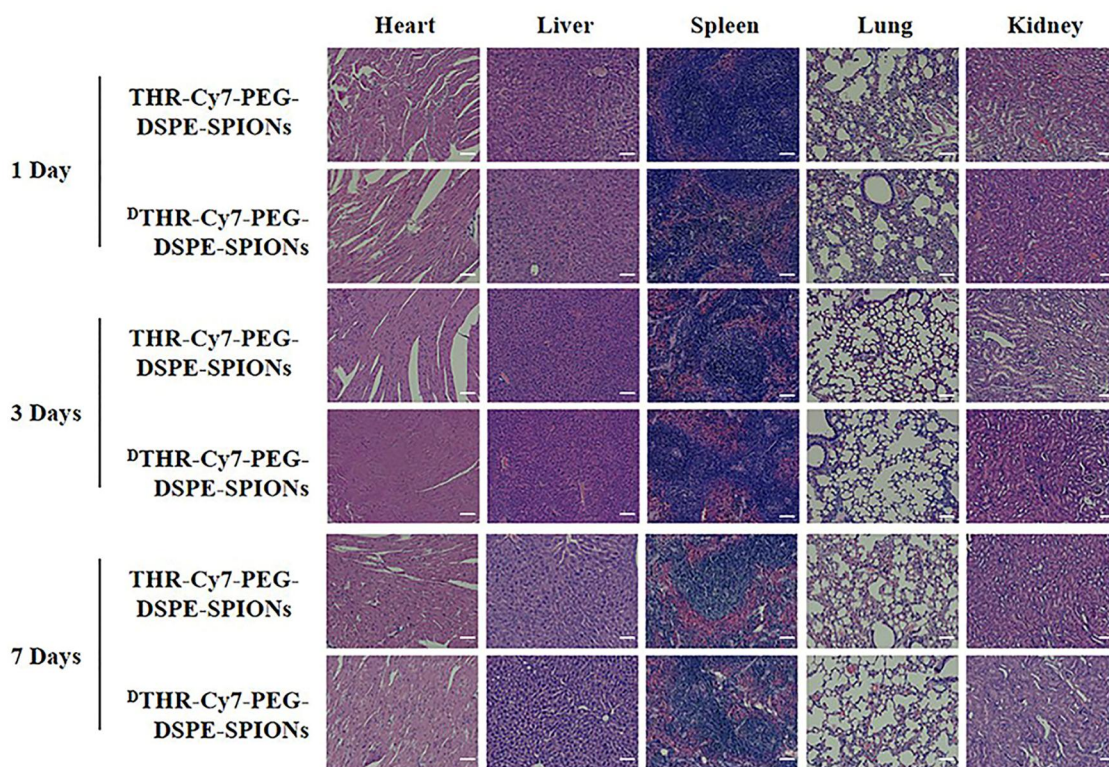 Heart Liver Spleen Lung Kidney
1 Day
THR-Cy7-PEG-
DSPE-SPIONs
ᴰTHR-Cy7-PEG-
DSPE-SPIONs
3 Days
THR-Cy7-PEG-
DSPE-SPIONs
ᴰTHR-Cy7-PEG-
DSPE-SPIONs
7 Days
THR-Cy7-PEG-
DSPE-SPIONs
ᴰTHR-Cy7-PEG-
DSPE-SPIONs